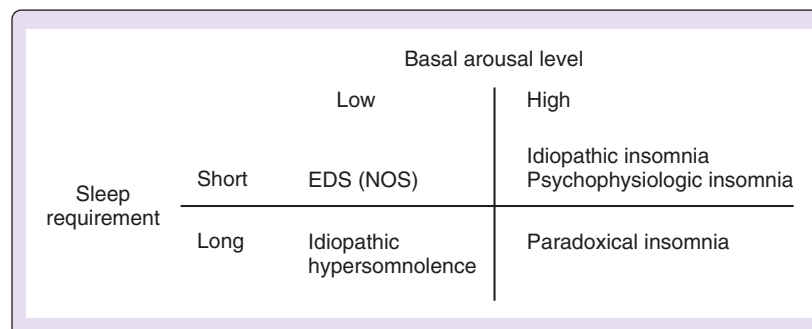 Basal arousal level
Low High
Idiopathic insomnia
Short EDS (NOS) Psychophysiologic insomnia
Sleep
requirement
Long Idiopathic Paradoxical insomnia
hypersomnolence